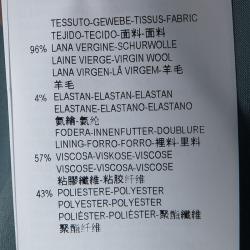 TESSUTO-GEWEBE-TISSUS-FABRIC
TEJIDO-TECIDO-面料-面料
96% LANA VERGINE-SCHURWOLLE
LAINE VIERGE-VIRGIN WOOL
LANA VIRGEN-LÃ VIRGEM-羊毛
羊毛
4% ELASTAN-ELASTAN-ELASTAN
ELASTANE-ELASTANO-ELASTANO
氨綸-氨纶
FODERA-INNENFUTTER-DOUBLURE
LINING-FORRO-FORRO-裡料-里料
57% VISCOSA-VISKOSE-VISCOSE
VISCOSE-VISCOSA-VISCOSE
粘膠纖維-粘胶纤维
43% POLIESTERE-POLYESTER
POLYESTER-POLYESTER
POLIÉSTER-POLIÉSTER-聚酯纖維
聚酯纤维